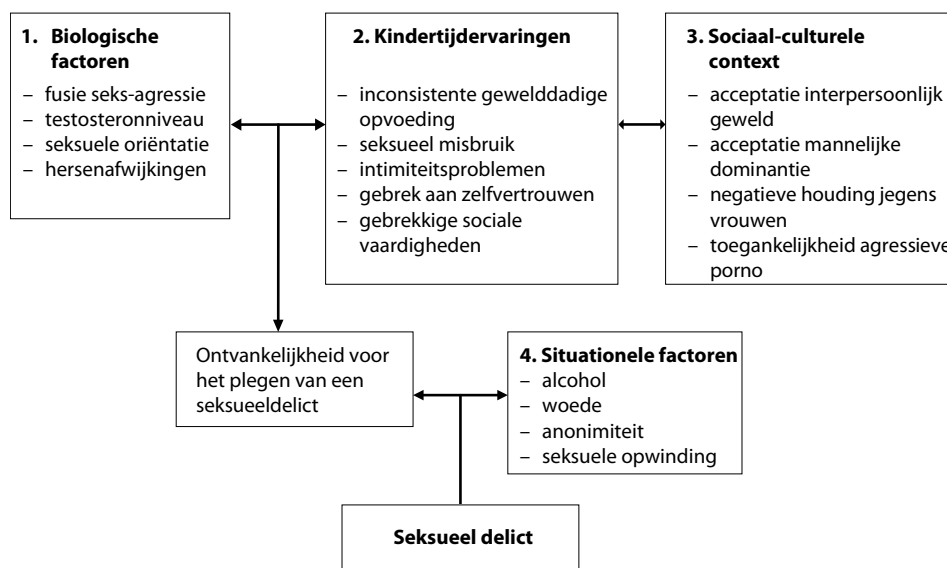 1. Biologische
factoren
– fusie seks-agressie
– testosteronniveau
– seksuele oriëntatie
– hersenafwijkingen
2. Kindertijdervaringen
– inconsistente gewelddadige
opvoeding
– seksueel misbruik
– intimiteitsproblemen
– gebrek aan zelfvertrouwen
– gebrekkige sociale
vaardigheden
3. Sociaal-culturele
context
– acceptatie interpersoonlijk
geweld
– acceptatie mannelijke
dominantie
– negatieve houding jegens
vrouwen
– toegankelijkheid agressieve
porno
Ontvankelijkheid voor
het plegen van een
seksueeldelict
4. Situationele factoren
– alcohol
– woede
– anonimiteit
– seksuele opwinding
Seksueel delict